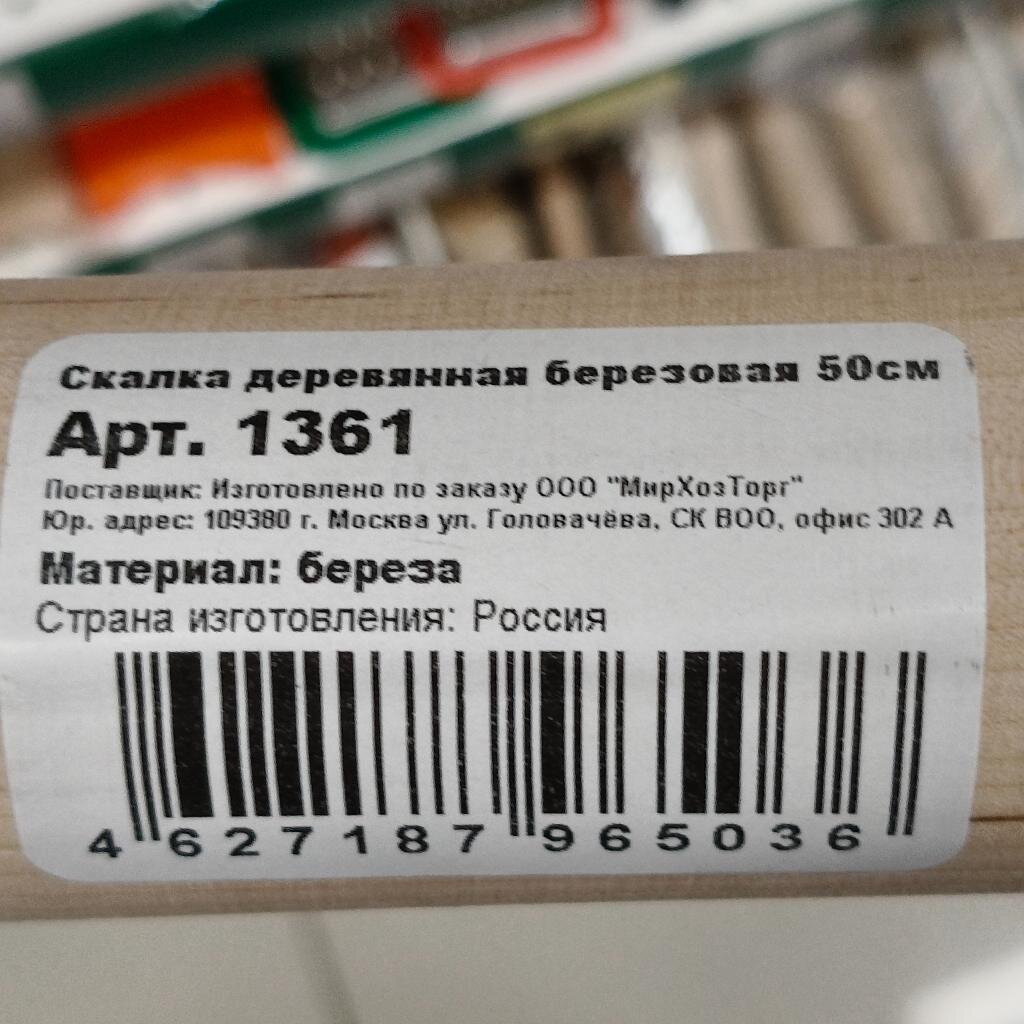 Скалка деревянная березовая 50см
Арт. 1361
Поставщик: Изготовлено по заказу ООО "МирХозТорг"
Юр. адрес: 109380 г. Москва ул. Головачёва, СК ВОО, офис 302 А
Материал: береза
Страна изготовления: Россия
4 627187 965036